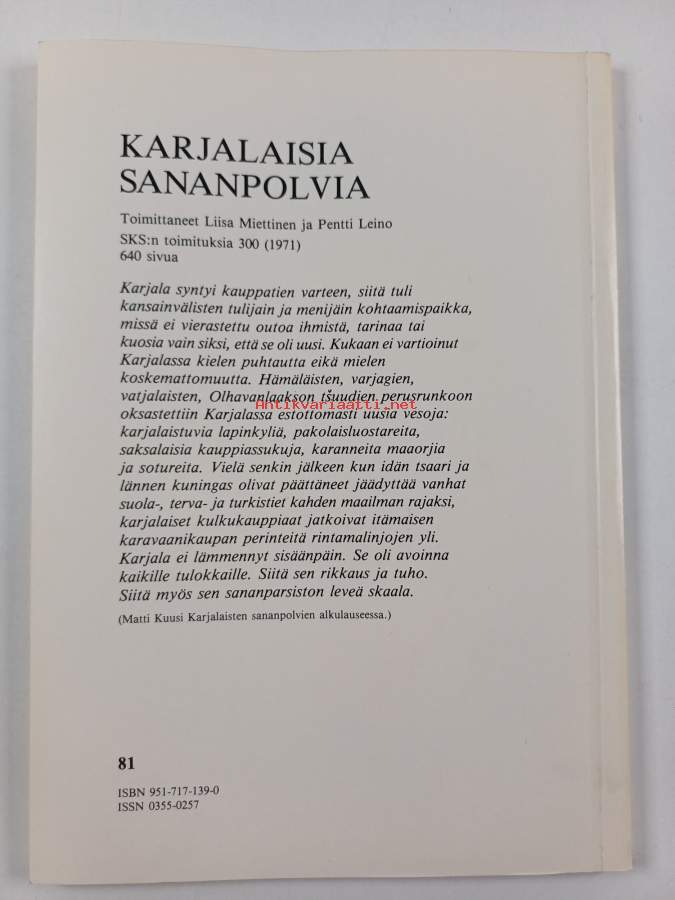 KARJALAISIA
SANANPOLVIA
Toimittaneet Liisa Miettinen ja Pentti Leino
SKS:n toimituksia 300 (1971)
640 sivua
Karjala syntyi kauppatien varteen, siitä tuli
kansainvälisten tulijain ja menijäin kohtaamispaikka,
missä ei vierastettu outoa ihmistä, tarinaa tai
kuosia vain siksi, että se oli uusi. Kukaan ei vartioinut
Karjalassa kielen puhtautta eikä mielen
koskemattomuutta. Hämäläisten, varjagien,
vatjalaisten, Olhavanlaakson tšuudien perusrunkoon
Antikvariaatti.net
oksastettiin Karjalassa estottomasti uusia vesoja:
karjalaistuvia lapinkyliä, pakolaisluostareita,
saksalaisia kauppiassukuja, karanneita maaorjia
ja sotureita. Vielä senkin jälkeen kun idän tsaari ja
lännen kuningas olivat päättäneet jäädyttää vanhat
suola-, terva- ja turkistiet kahden maailman rajaksi,
karjalaiset kulkukauppiaat jatkoivat itämaisen
karavaanikaupan perinteitä rintamalinjojen yli.
Karjala ei lämmennyt sisäänpäin. Se oli avoinna
kaikille tulokkaille. Siitä sen rikkaus ja tuho.
Siitä myös sen sananparsiston leveä skaala.
(Matti Kuusi Karjalaisten sananpolvien alkulauseessa.)
81
ISBN 951-717-139-0
ISSN 0355-0257